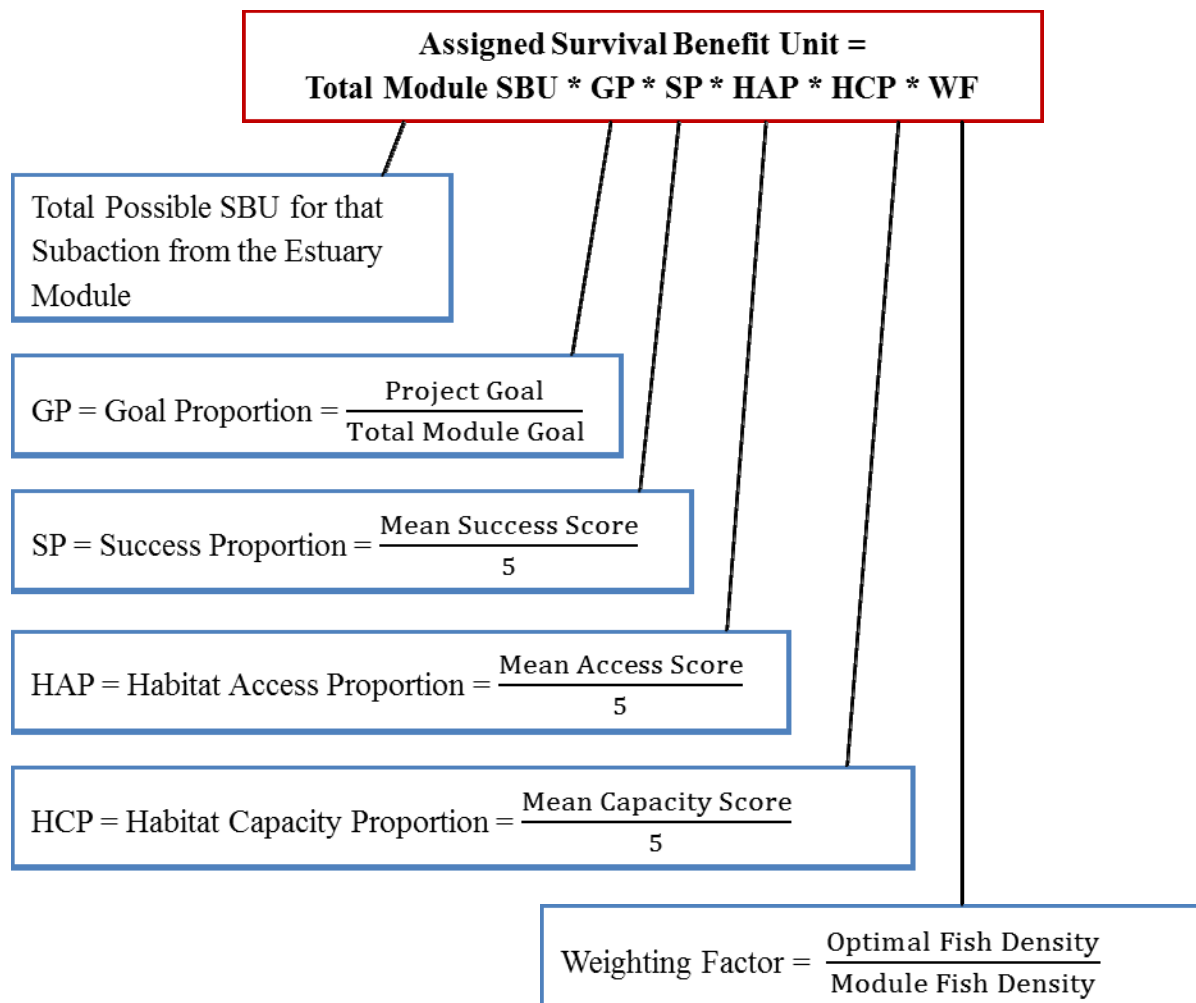 Assigned Survival Benefit Unit =
Total Module SBU * GP * SP * HAP * HCP * WF
Total Possible SBU for that
Subaction from the Estuary
Module
GP = Goal Proportion = Project Goal / Total Module Goal
SP = Success Proportion = Mean Success Score / 5
HAP = Habitat Access Proportion = Mean Access Score / 5
HCP = Habitat Capacity Proportion = Mean Capacity Score / 5
Weighting Factor = Optimal Fish Density / Module Fish Density